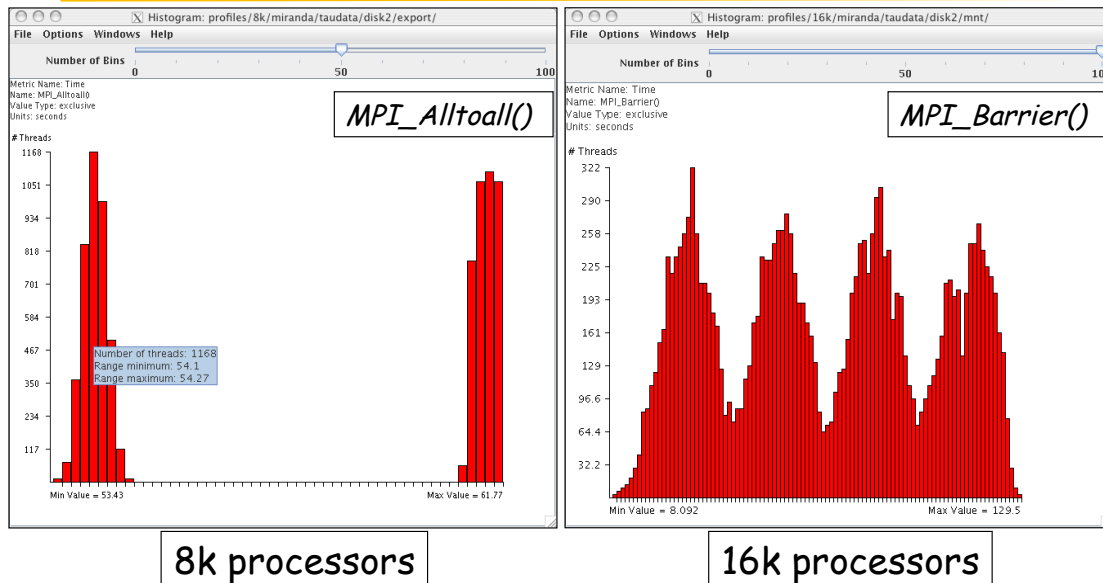 Histogram: profiles/8k/miranda/taudata/disk2/export/
File Options Windows Help
Number of Bins
0 50 100
Metric Name: Time
Name: MPI_Alltoall()
Value Type: exclusive
Units: seconds
MPI_Alltoall()
# Threads
1168
1051
934
818
701
584
467
350
234
117
Number of threads: 1168
Range minimum: 54.1
Range maximum: 54.27
Min Value = 53.43
Max Value = 61.77
8k processors
Histogram: profiles/16k/miranda/taudata/disk2/mnt/
File Options Windows Help
Number of Bins
0 50
Metric Name: Time
Name: MPI_Barrier()
Value Type: exclusive
Units: seconds
MPI_Barrier()
# Threads
322
290
258
225
193
161
129
96.6
64.4
32.2
Min Value = 8.092
Max Value = 129.5
16k processors